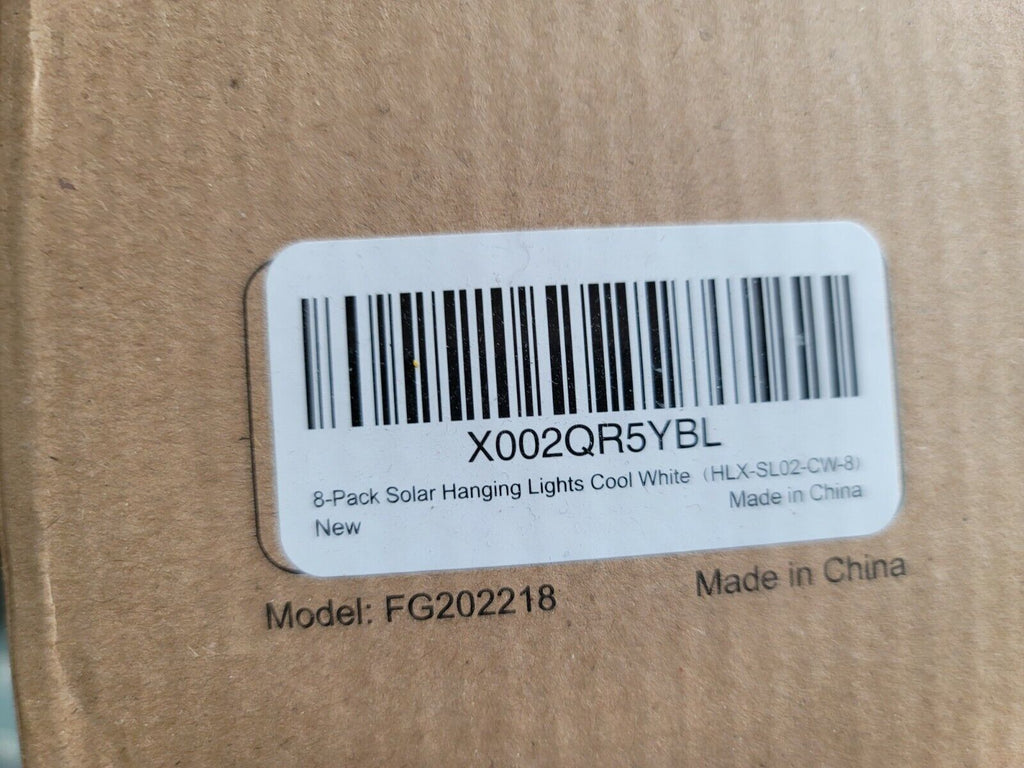 X002QR5YBL
8-Pack Solar Hanging Lights Cool White（HLX-SL02-CW-8）
New
Made in China
Model: FG202218
Made in China